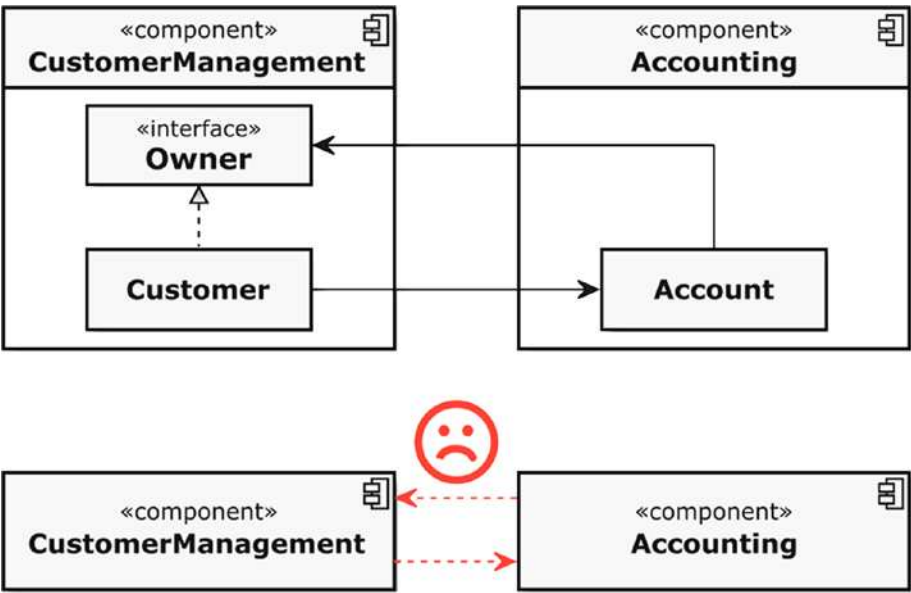 «component»
CustomerManagement
«component»
Accounting
«interface»
Owner
Customer
Account
«component»
CustomerManagement
«component»
Accounting